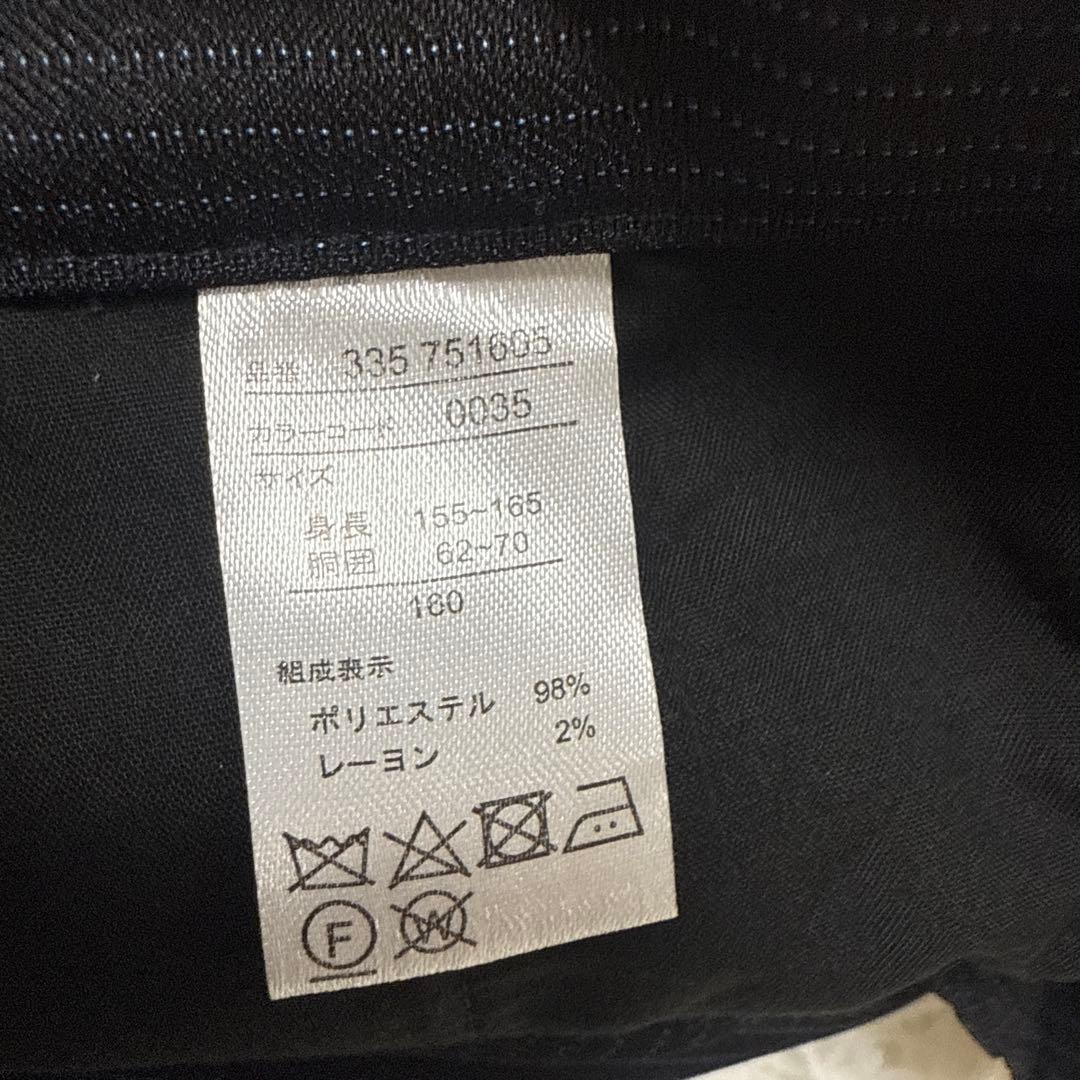 品番 335 751605
カラーコード 0035
サイズ
身長 155~165
胴囲 62~70
160
組成表示
ポリエステル 98%
レーヨン 2%
F W